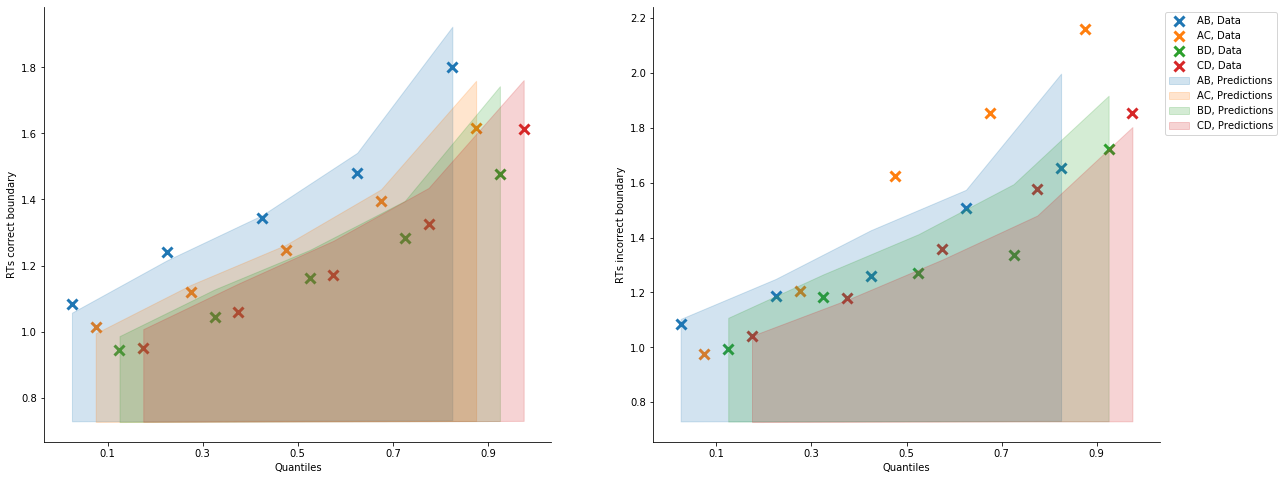 RTs correct boundary
1.8
1.6
1.4
1.2
1.0
0.8
0.1 0.3 0.5 0.7 0.9
Quantiles
RTs incorrect boundary
2.2
2.0
1.8
1.6
1.4
1.2
1.0
0.8
0.1 0.3 0.5 0.7 0.9
Quantiles
AB, Data
AC, Data
BD, Data
CD, Data
AB, Predictions
AC, Predictions
BD, Predictions
CD, Predictions